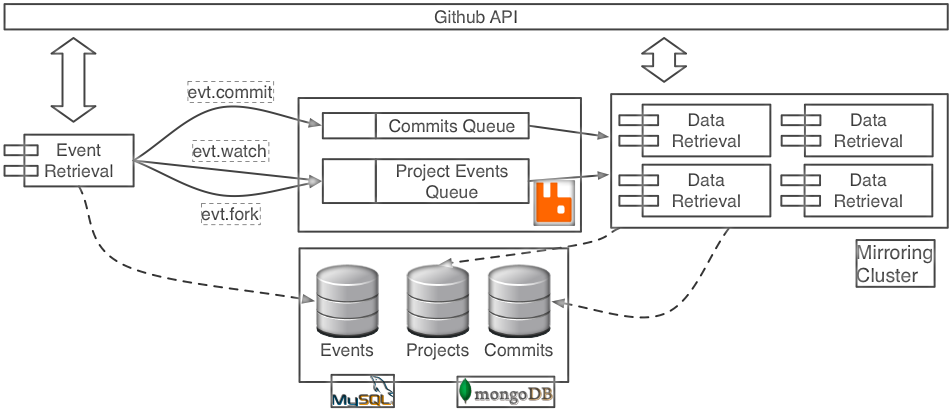 Github API
evt.commit
Event
Retrieval
evt.watch
evt.fork
Commits Queue
Project Events
Queue
Data
Retrieval
Data
Retrieval
Data
Retrieval
Data
Retrieval
Mirroring
Cluster
Events
Projects
Commits
MySQL
mongoDB